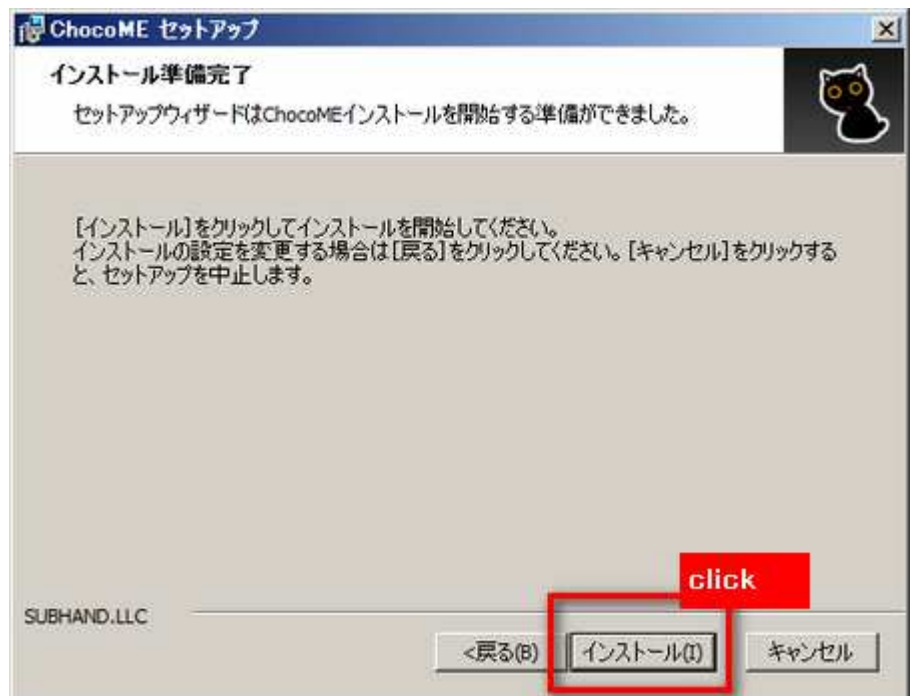 ChocoME セットアップ
インストール準備完了
セットアップウィザードはChocoMEインストールを開始する準備ができました。
[インストール]をクリックしてインストールを開始してください。
インストールの設定を変更する場合は[戻る]をクリックしてください。[キャンセル]をクリックする
と、セットアップを中止します。
click
SUBHAND.LLC
<戻る(B) インストール(I) キャンセル